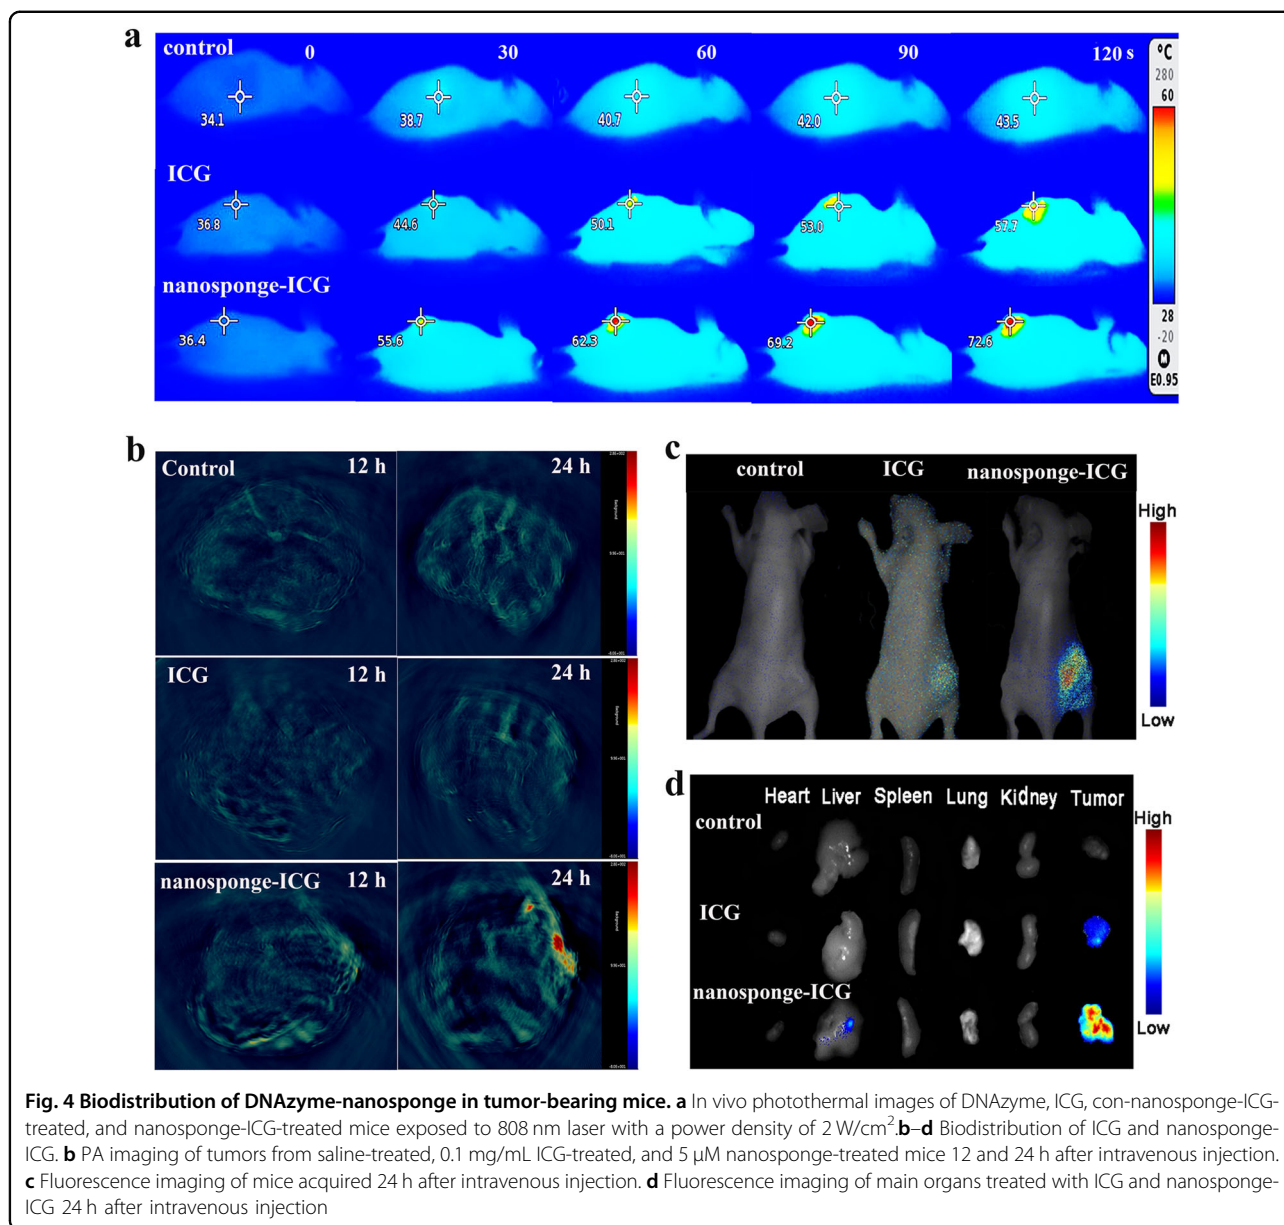 a
control 0 30 60 90 120 s
34.1 38.7 40.7 42.0 43.5
ICG
36.8 44.6 50.1 53.0 57.7
nanosponge-ICG
36.4 55.6 62.3 69.2 72.6
°C
280
60
28
-20
M
E0.95
b
Control 12 h 24 h
background
ICG 12 h 24 h
background
nanosponge-ICG 12 h 24 h
background
c
control ICG nanosponge-ICG
High
Low
d
Heart Liver Spleen Lung Kidney Tumor
control
ICG
nanosponge-ICG
High
Low
Fig. 4 Biodistribution of DNAzyme-nanosponge in tumor-bearing mice. a In vivo photothermal images of DNAzyme, ICG, con-nanosponge-ICG-
treated, and nanosponge-ICG-treated mice exposed to 808 nm laser with a power density of 2 W/cm².b–d Biodistribution of ICG and nanosponge-
ICG. b PA imaging of tumors from saline-treated, 0.1 mg/mL ICG-treated, and 5 μM nanosponge-treated mice 12 and 24 h after intravenous injection.
c Fluorescence imaging of mice acquired 24 h after intravenous injection. d Fluorescence imaging of main organs treated with ICG and nanosponge-
ICG 24 h after intravenous injection